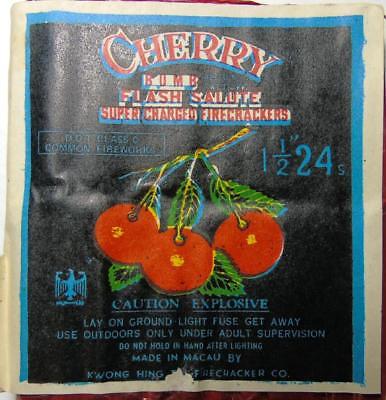 CHERRY
BOMB
FLASH SALUTE
SUPER CHARGED FIRECRACKERS
D.O.T. CLASS C
COMMON FIREWORKS
1 1/2" 24s
CAUTION EXPLOSIVE
LAY ON GROUND-LIGHT FUSE GET AWAY
USE OUTDOORS ONLY UNDER ADULT SUPERVISION
DO NOT HOLD IN HAND AFTER LIGHTING
MADE IN MACAU BY
KWONG HING FIRECRACKER CO.